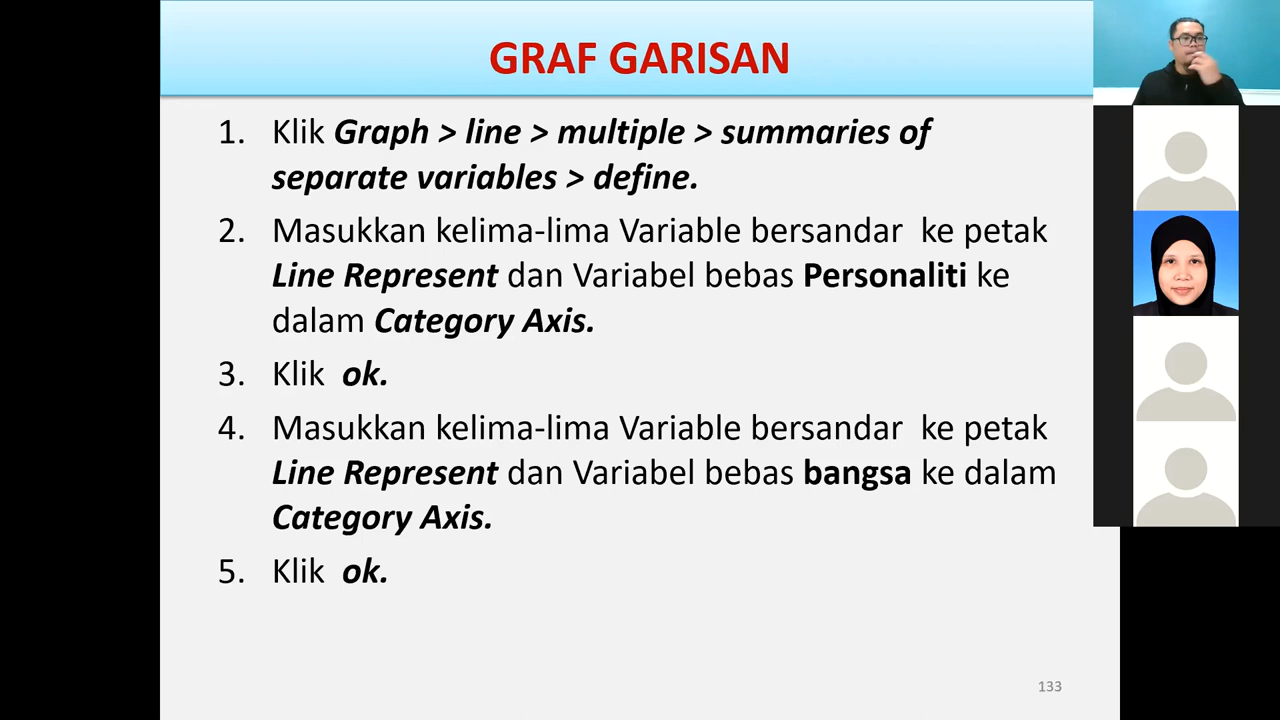 GRAF GARISAN
1. Klik Graph > line > multiple > summaries of
separate variables > define.
2. Masukkan kelima-lima Variable bersandar ke petak
Line Represent dan Variabel bebas Personaliti ke
dalam Category Axis.
3. Klik ok.
4. Masukkan kelima-lima Variable bersandar ke petak
Line Represent dan Variabel bebas bangsa ke dalam
Category Axis.
5. Klik ok.
133